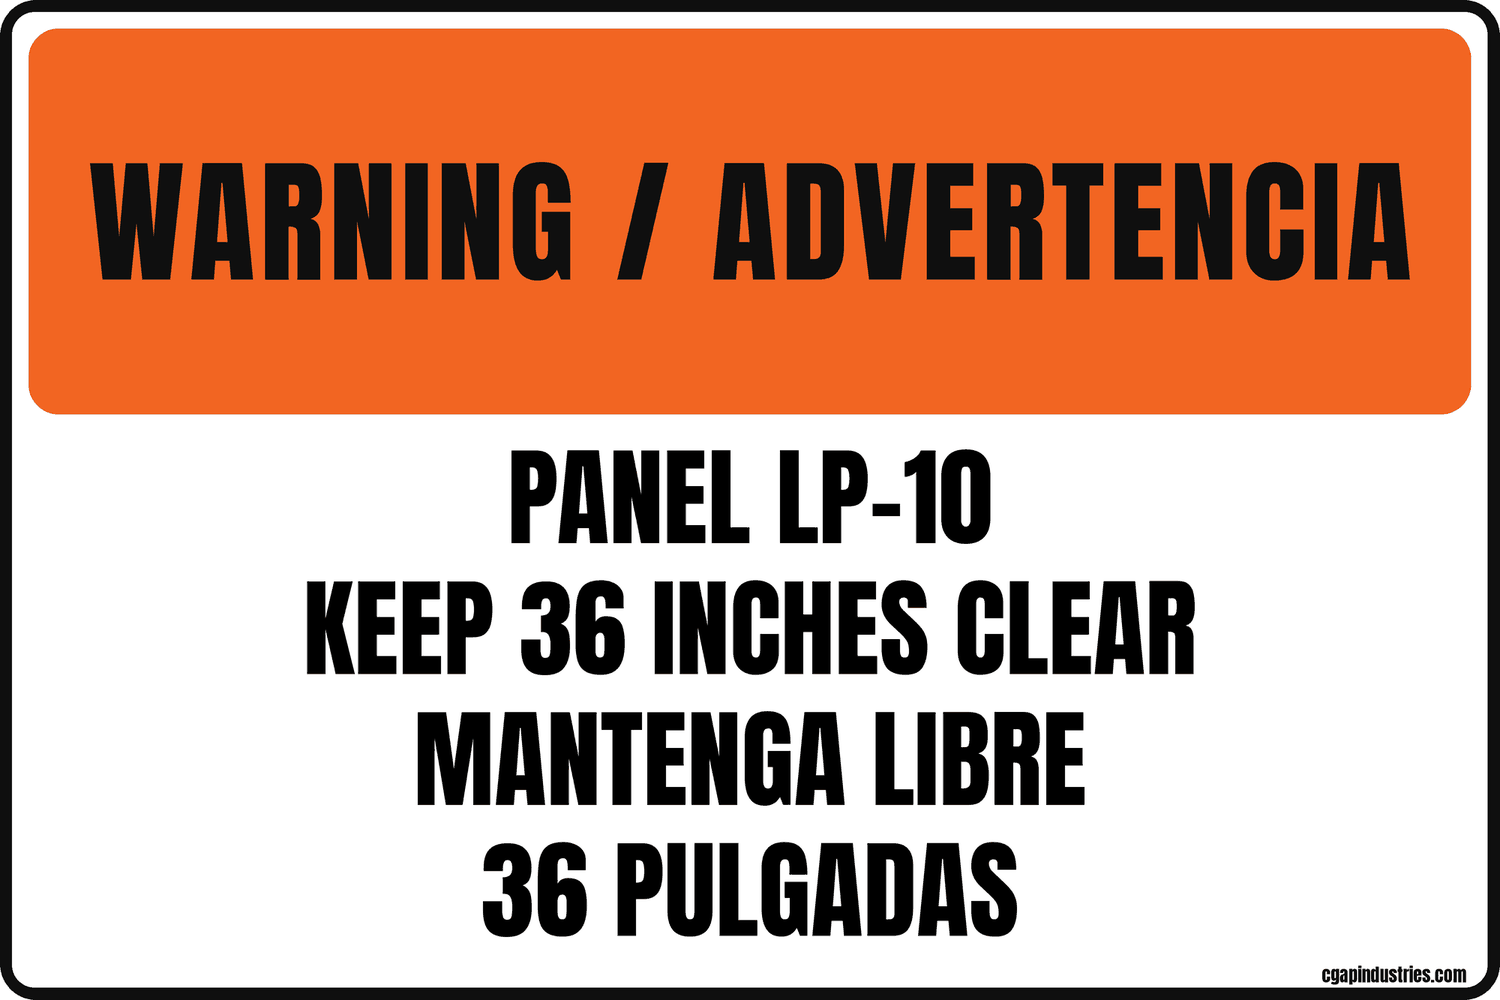 WARNING / ADVERTENCIA
PANEL LP-10
KEEP 36 INCHES CLEAR
MANTENGA LIBRE
36 PULGADAS
cgapindustries.com